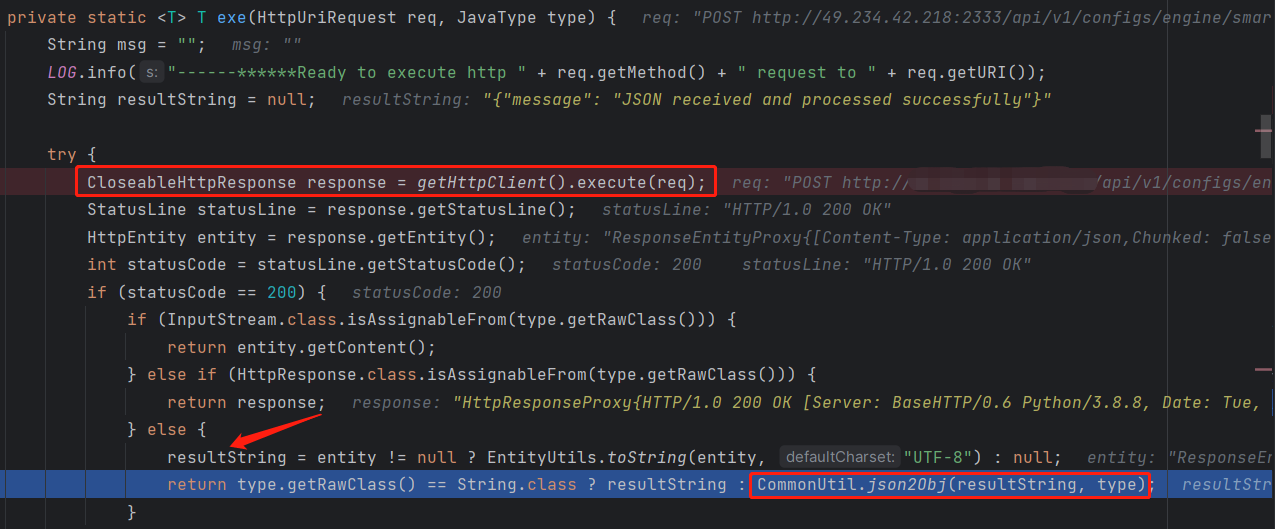 private static <T> T exe(HttpUriRequest req, JavaType type) {   req: "POST http://49.234.42.218:2333/api/v1/configs/engine/smar
String msg = "";   msg: ""
LOG.info( s: "------******Ready to execute http " + req.getMethod() + " request to " + req.getURI());
String resultString = null;   resultString: "{"message": "JSON received and processed successfully"}"
try {
CloseableHttpResponse response = getHttpClient().execute(req);   req: "POST http:/ /api/v1/configs/en
StatusLine statusLine = response.getStatusLine();   statusLine: "HTTP/1.0 200 OK"
HttpEntity entity = response.getEntity();   entity: "ResponseEntityProxy{[Content-Type: application/json,Chunked: false
int statusCode = statusLine.getStatusCode();   statusCode: 200   statusLine: "HTTP/1.0 200 OK"
if (statusCode == 200) {   statusCode: 200
if (InputStream.class.isAssignableFrom(type.getRawClass())) {
return entity.getContent();
} else if (HttpResponse.class.isAssignableFrom(type.getRawClass())) {
return response;   response: "HttpResponseProxy{HTTP/1.0 200 OK [Server: BaseHTTP/0.6 Python/3.8.8, Date: Tue,
} else {
resultString = entity != null ? EntityUtils.toString(entity, defaultCharset: "UTF-8") : null;   entity: "ResponseEn
return type.getRawClass() == String.class ? resultString : CommonUtil.json2Obj(resultString, type);   resultStr
}